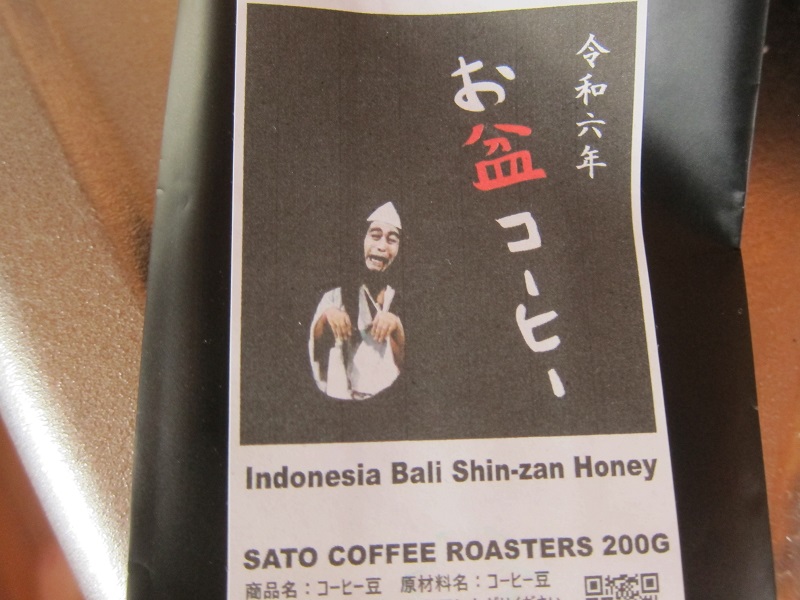 令和六年
お盆コーヒー
Indonesia Bali Shin-zan Honey
SATO COFFEE ROASTERS 200G
商品名：コーヒー豆 原材料名：コーヒー豆